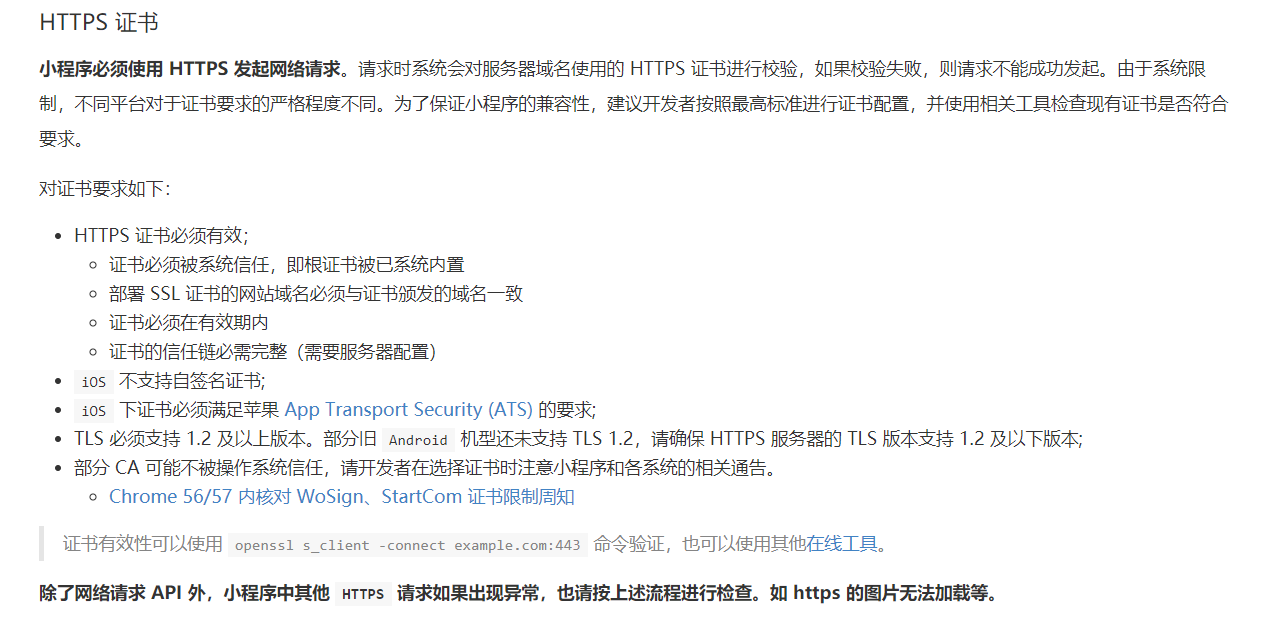 HTTPS 证书
小程序必须使用 HTTPS 发起网络请求。请求时系统会对服务器域名使用的 HTTPS 证书进行校验，如果校验失败，则请求不能成功发起。由于系统限
制，不同平台对于证书要求的严格程度不同。为了保证小程序的兼容性，建议开发者按照最高标准进行证书配置，并使用相关工具检查现有证书是否符合
要求。
对证书要求如下：
HTTPS 证书必须有效；
证书必须被系统信任，即根证书被已系统内置
部署 SSL 证书的网站域名必须与证书颁发的域名一致
证书必须在有效期内
证书的信任链必需完整（需要服务器配置）
iOS 不支持自签名证书;
iOS 下证书必须满足苹果 App Transport Security (ATS) 的要求;
TLS 必须支持 1.2 及以上版本。部分旧 Android 机型还未支持 TLS 1.2，请确保 HTTPS 服务器的 TLS 版本支持 1.2 及以下版本;
部分 CA 可能不被操作系统信任，请开发者在选择证书时注意小程序和各系统的相关通告。
Chrome 56/57 内核对 WoSign、StartCom 证书限制周知
证书有效性可以使用 openssl s_client -connect example.com:443 命令验证，也可以使用其他在线工具。
除了网络请求 API 外，小程序中其他 HTTPS 请求如果出现异常，也请按上述流程进行检查。如 https 的图片无法加载等。